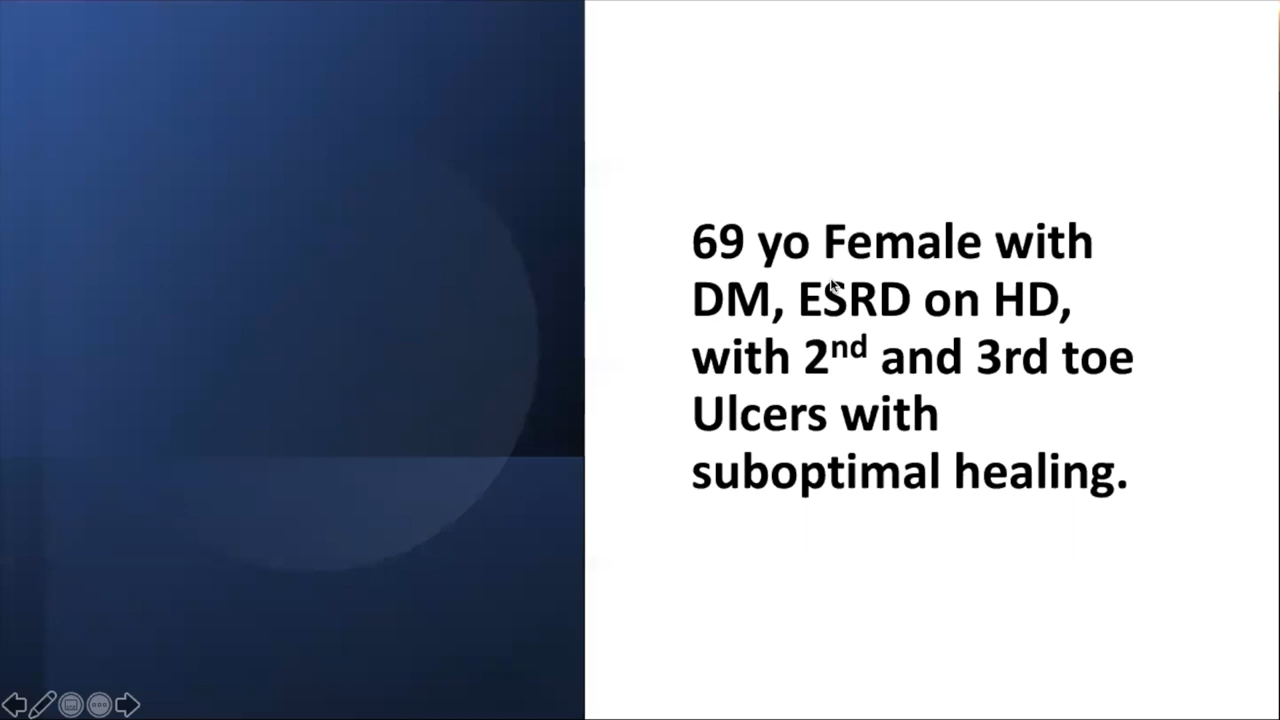 69 yo Female with
DM, ESRD on HD,
with 2nd and 3rd toe
Ulcers with
suboptimal healing.